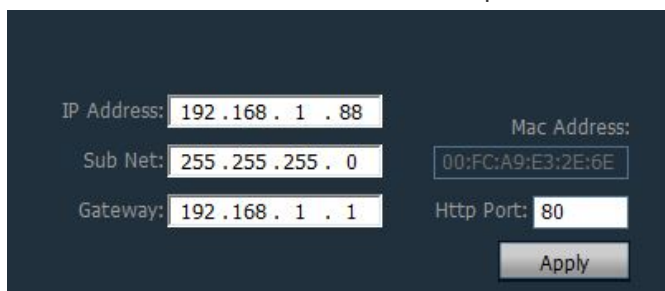 IP Address: 192.168. 1 .88
Mac Address:
Sub Net: 255.255.255. 0
00:FC:A9:E3:2E:6E
Gateway: 192.168. 1 . 1
Http Port: 80
Apply